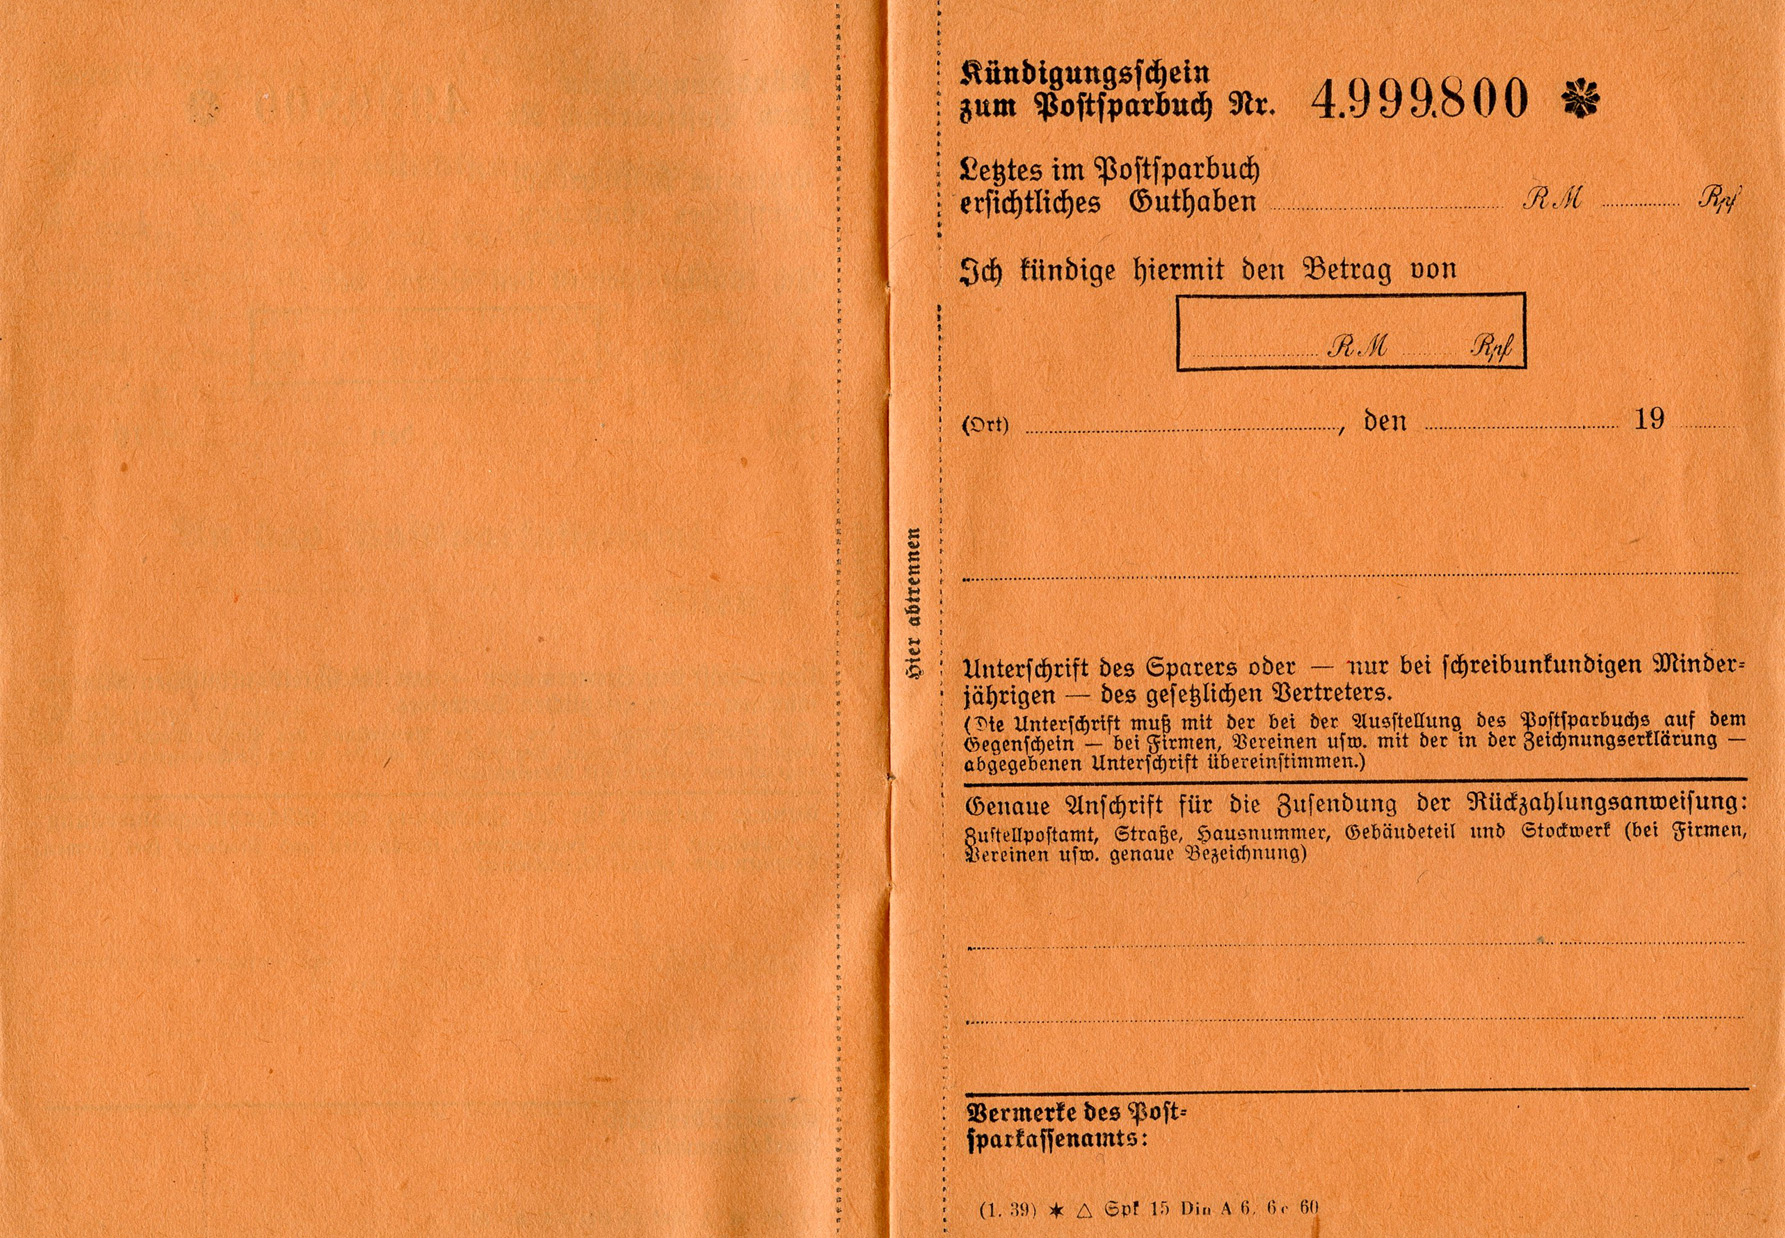 Kündigungsschein
zum Postsparbuch Nr. 4.999.800
Letztes im Postsparbuch
ersichtliches Guthaben RM Rpf
Ich kündige hiermit den Betrag von
RM Rpf
(Ort) , den 19
Hier abtrennen
Unterschrift des Sparers oder — nur bei schreibunkundigen Minder-
jährigen — des gesetzlichen Vertreters.
(Die Unterschrift muß mit der bei der Ausstellung des Postsparbuchs auf dem
Gegenschein — bei Firmen, Vereinen usw. mit der in der Zeichnungserklärung —
abgegebenen Unterschrift übereinstimmen.)
Genaue Anschrift für die Zusendung der Rückzahlungsanweisung:
Zustellpostamt, Straße, Hausnummer, Gebäudeteil und Stockwerk (bei Firmen,
Vereinen usw. genaue Bezeichnung)
Vermerke des Post-
sparkassenamts:
(1. 39) ★ △ Spk 15 Din A 6, 6c 60